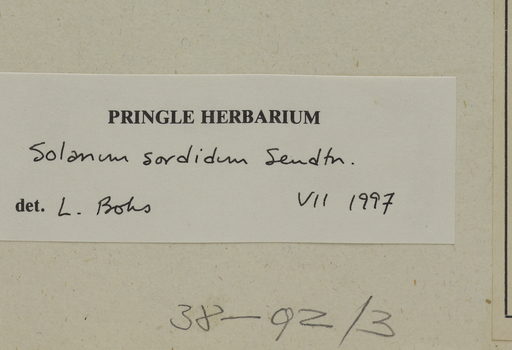 PRINGLE HERBARIUM
Solanum sordidum Sendtn.
det. L. Bohs VII 1997
38-92/3